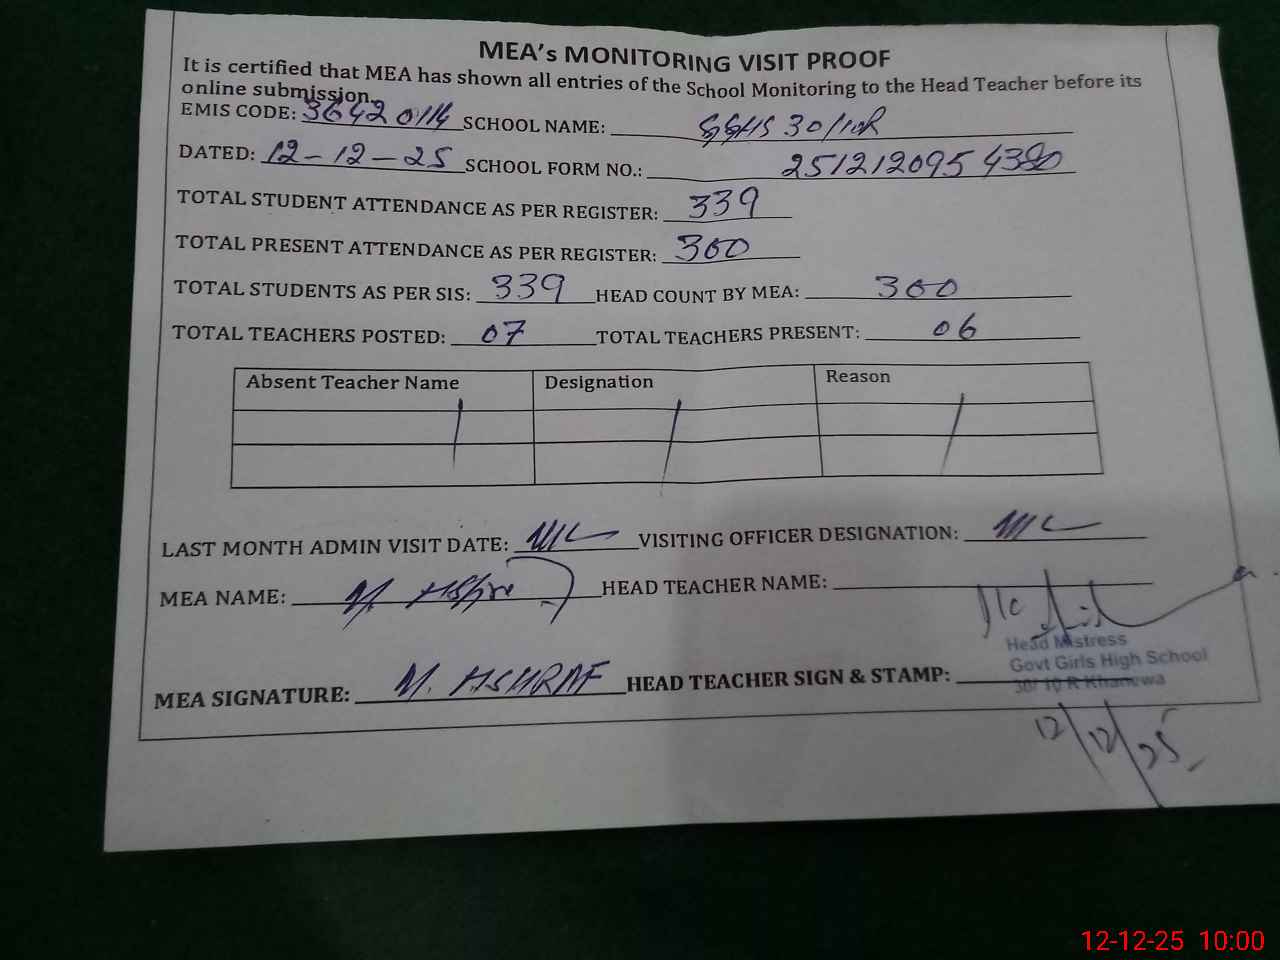 MEA's MONITORING VISIT PROOF
It is certified that MEA has shown all entries of the School Monitoring to the Head Teacher before its
online submission.
EMIS CODE: 36420114 SCHOOL NAME: GGHS 30/10R
DATED: 12-12-25 SCHOOL FORM NO.: 2512120954380
TOTAL STUDENT ATTENDANCE AS PER REGISTER: 339
TOTAL PRESENT ATTENDANCE AS PER REGISTER: 300
TOTAL STUDENTS AS PER SIS: 339 HEAD COUNT BY MEA: 300
TOTAL TEACHERS POSTED: 07 TOTAL TEACHERS PRESENT: 06
Absent Teacher Name Designation Reason
LAST MONTH ADMIN VISIT DATE: VISITING OFFICER DESIGNATION:
MEA NAME: M. HEAD TEACHER NAME:
Head Mistress
Govt Girls High School
30/ 10 R Khanewa
MEA SIGNATURE: M. ASHRAF HEAD TEACHER SIGN & STAMP:
12/12/25
12-12-25 10:00